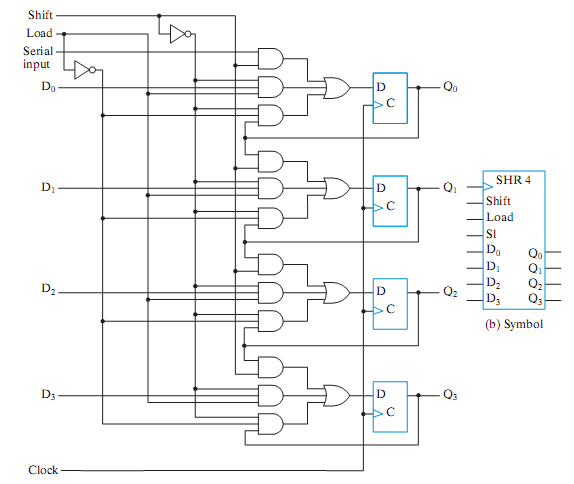 Shift
Load
Serial
input
D₀
D C
Q₀
D₁
D C
Q₁
D₂
D C
Q₂
D₃
D C
Q₃
Clock
SHR 4
Shift
Load
SI
D₀ Q₀
D₁ Q₁
D₂ Q₂
D₃ Q₃
(b) Symbol